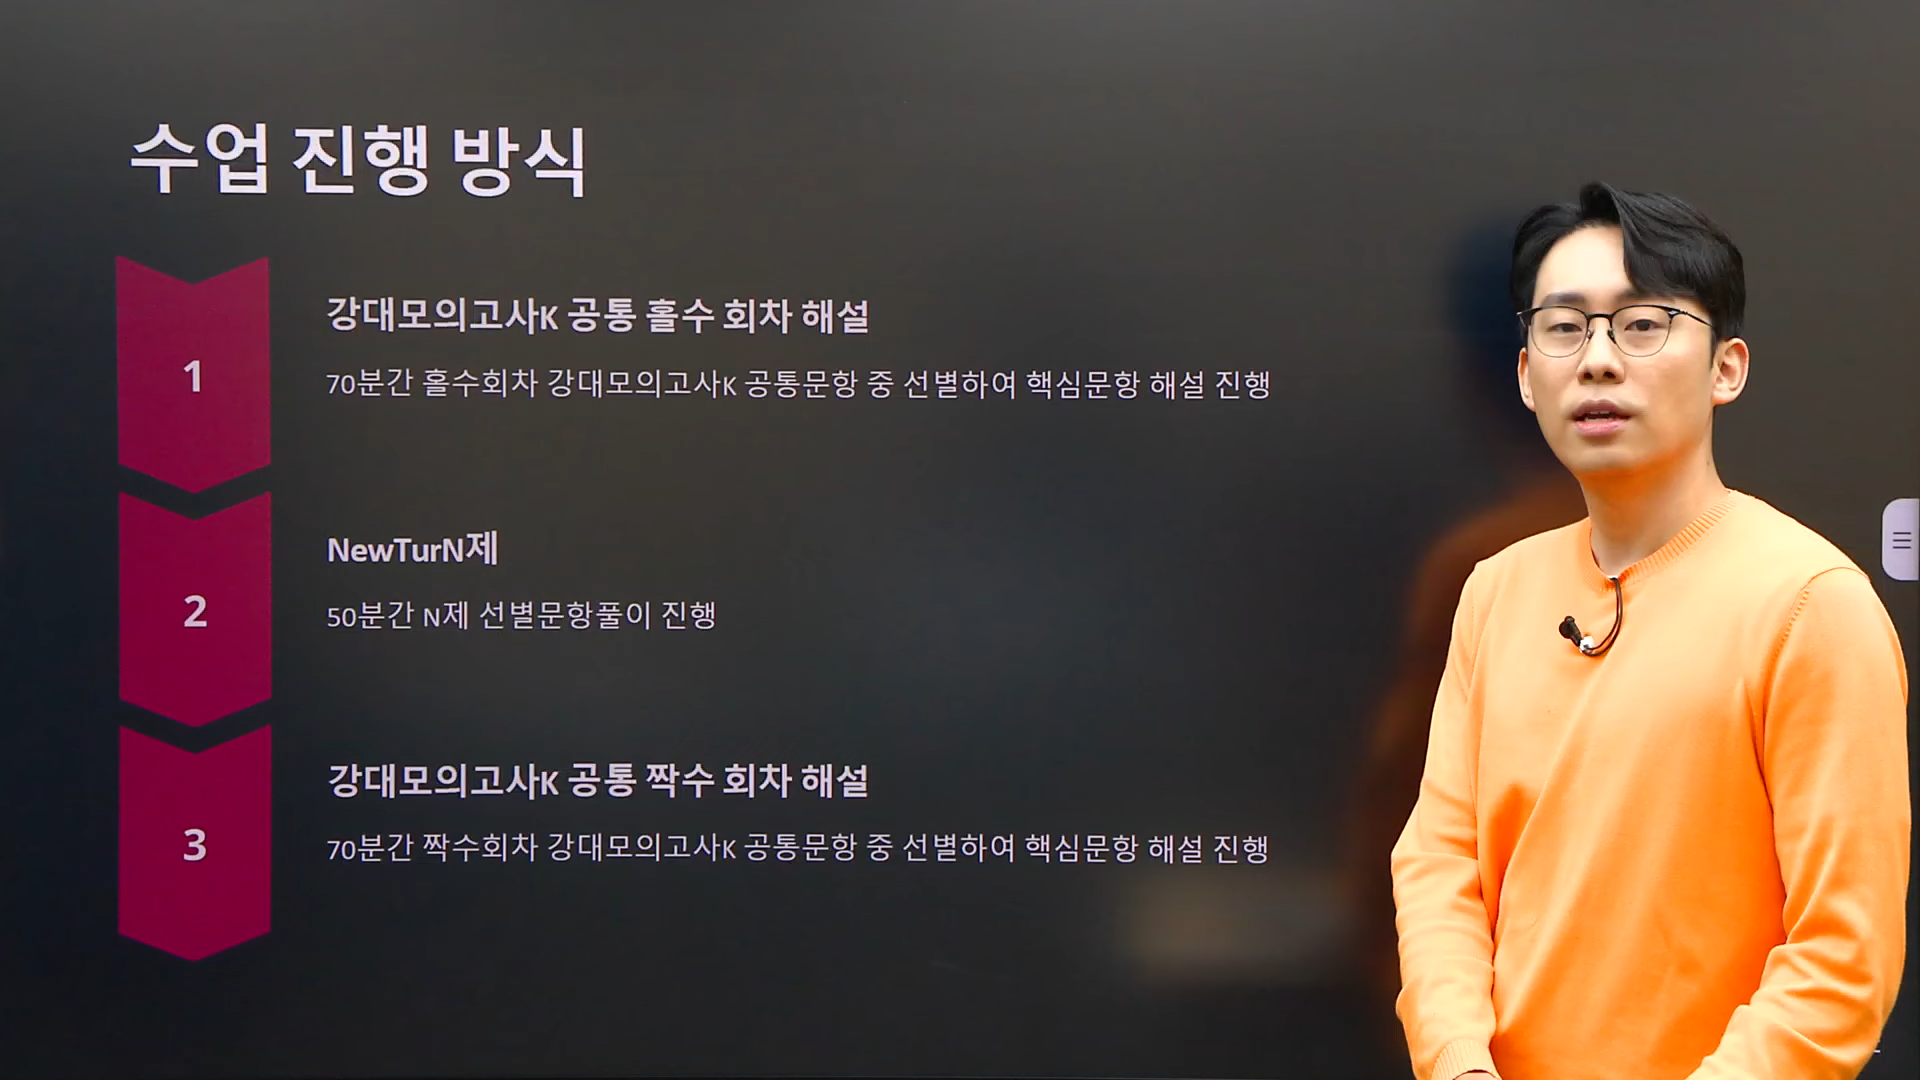 수업 진행 방식
1
강대모의고사K 공통 홀수 회차 해설
70분간 홀수회차 강대모의고사K 공통문항 중 선별하여 핵심문항 해설 진행
2
NewTurN제
50분간 N제 선별문항풀이 진행
3
강대모의고사K 공통 짝수 회차 해설
70분간 짝수회차 강대모의고사K 공통문항 중 선별하여 핵심문항 해설 진행